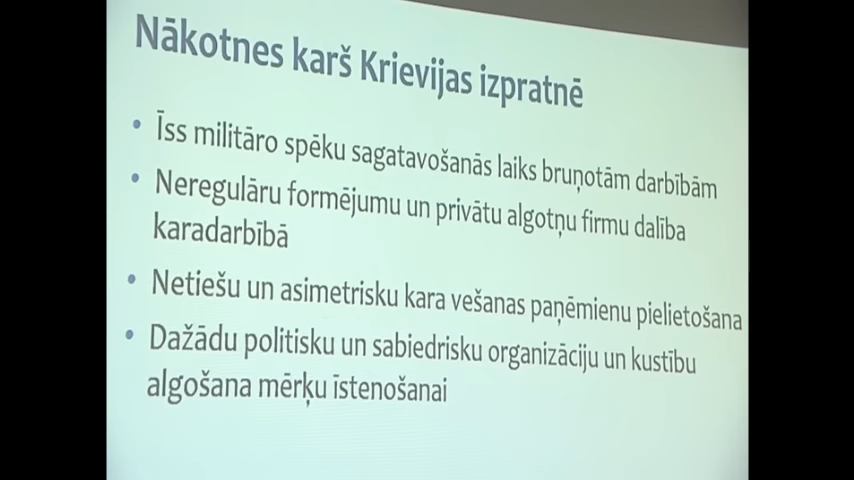 Nākotnes karš Krievijas izpratnē
• Īss militāro spēku sagatavošanās laiks bruņotām darbībām
• Neregulāru formējumu un privātu algotņu firmu dalība
karadarbībā
• Netiešu un asimetrisku kara vešanas paņēmienu pielietošana
• Dažādu politisku un sabiedrisku organizāciju un kustību
algošana mērķu īstenošanai